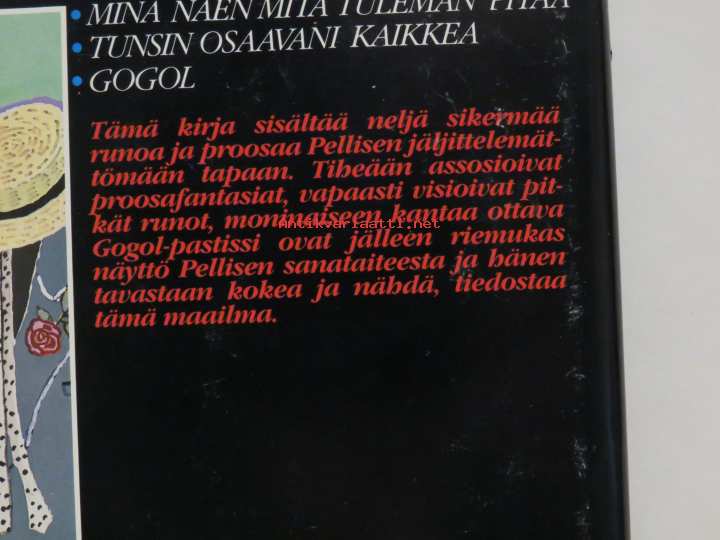 • MINÄ NÄEN MITÄ TULEMAN PITÄÄ
• TUNSIN OSAAVANI KAIKKEA
• GOGOL
Tämä kirja sisältää neljä sikermää
runoa ja proosaa Pellisen jäljittelemät-
tömään tapaan. Tiheään assosioivat
proosafantasiat, vapaasti visioivat pit-
kät runot, moninaiseen kantaa ottava
antikvariaatti.net
Gogol-pastissi ovat jälleen riemukas
näyttö Pellisen sanataiteesta ja hänen
tavastaan kokea ja nähdä, tiedostaa
tämä maailma.